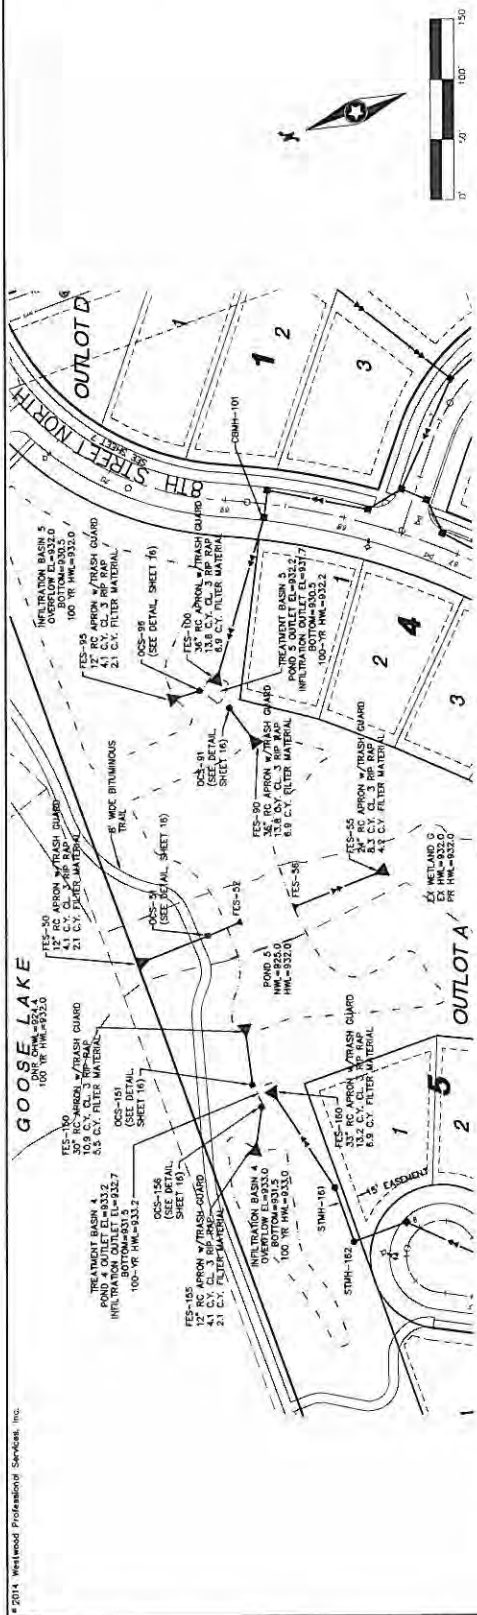 © 2014 Westwood Professional Services, Inc.
GOOSE LAKE
DNR OHWL=924.4
100 YR HWL=932.0
FES-150
30" RC APRON w/TRASH GUARD
10.9 C.Y. CL. 3 RIP RAP
5.5 C.Y. FILTER MATERIAL
TREATMENT BASIN 4
POND 4 OUTLET EL=933.2
INFILTRATION OUTLET EL=932.7
BOTTOM=931.5
100-YR HWL=933.2
OCS-151
(SEE DETAIL,
SHEET 16)
OCS-156
(SEE DETAIL
SHEET 16)
FES-155
12" RC APRON w/TRASH GUARD
4.1 C.Y. CL. 3 RIP RAP
2.1 C.Y. FILTER MATERIAL
INFILTRATION BASIN 4
OVERFLOW EL=933.0
BOTTOM=931.5
100 YR HWL=933.0
FES-160
33" RC APRON w/TRASH GUARD
13.2 C.Y. CL. 3 RIP RAP
6.9 C.Y. FILTER MATERIAL
STMH-161
STMH-162
15' EASEMENT
FES-50
12" RC APRON w/TRASH GUARD
4.1 C.Y. CL. 3 RIP RAP
2.1 C.Y. FILTER MATERIAL
8' WIDE BITUMINOUS
TRAIL
OCS-51
(SEE DETAIL, SHEET 16)
FES-52
FES-56
POND 5
NWL=925.0
HWL=932.0
FES-55
24" RC APRON w/TRASH GUARD
8.3 C.Y. CL. 3 RIP RAP
4.2 C.Y. FILTER MATERIAL
EX WETLAND G
EX HWL=932.0
PR HWL=932.0
OUTLOT A
INFILTRATION BASIN 5
OVERFLOW EL=932.0
BOTTOM=930.5
100 YR HWL=932.0
FES-95
12" RC APRON w/TRASH GUARD
4.1 C.Y. CL. 3 RIP RAP
2.1 C.Y. FILTER MATERIAL
OCS-96
(SEE DETAIL, SHEET 16)
FES-100
36" RC APRON w/TRASH GUARD
13.8 C.Y. CL. 3 RIP RAP
6.9 C.Y. FILTER MATERIAL
OCS-91
(SEE DETAIL,
SHEET 16)
FES-90
36" RC APRON w/TRASH GUARD
13.8 C.Y. CL. 3 RIP RAP
6.9 C.Y. FILTER MATERIAL
TREATMENT BASIN 5
POND 5 OUTLET EL=932.2
INFILTRATION OUTLET EL=931.7
BOTTOM=930.5
100-YR HWL=932.2
CBMH-101
8TH STREET NORTH
SEE SHEET 7
OUTLOT D
1
1
2
3
1
4
2
3
5
1
2
1
N
0' 50' 100' 150'